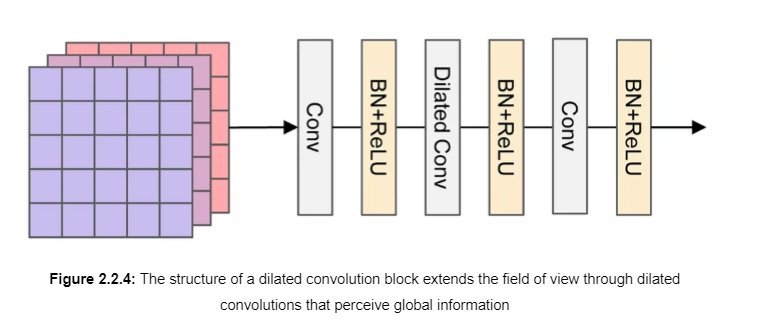 Conv
BN+ReLU
Dilated Conv
BN+ReLU
Conv
BN+ReLU
Figure 2.2.4: The structure of a dilated convolution block extends the field of view through dilated
convolutions that perceive global information